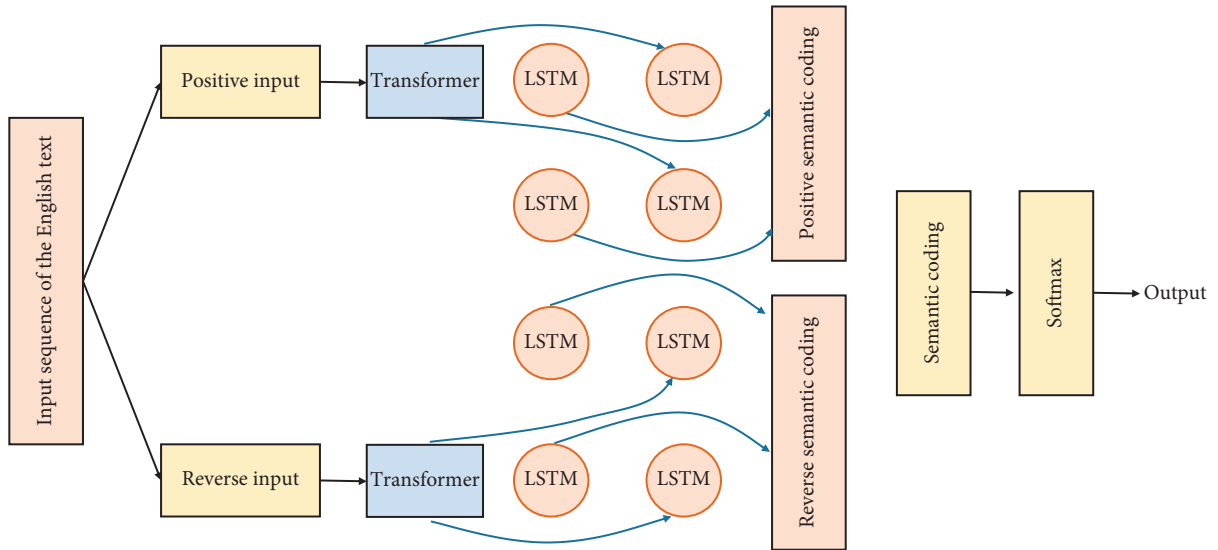 Input sequence of the English text
Positive input
Transformer
LSTM
LSTM
LSTM
LSTM
Positive semantic coding
Reverse input
Transformer
LSTM
LSTM
LSTM
LSTM
Reverse semantic coding
Semantic coding
Softmax
Output